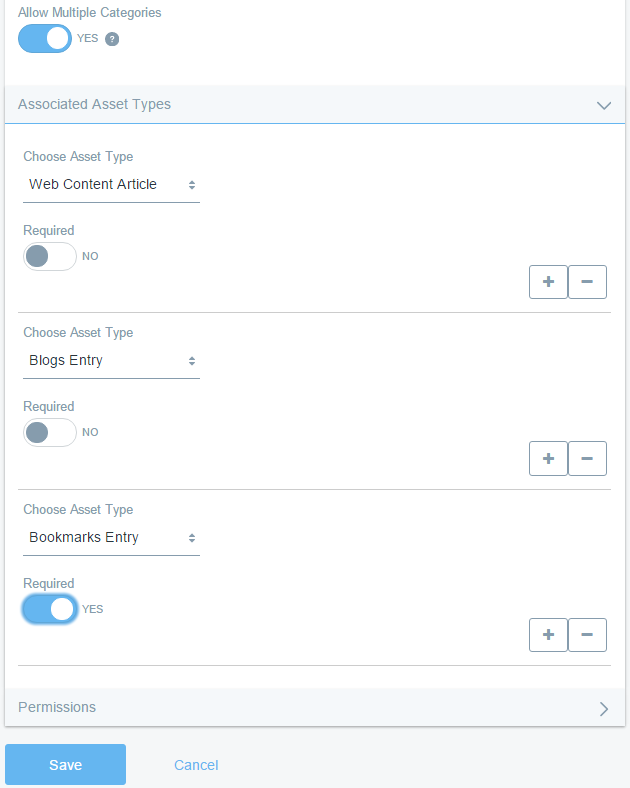 Allow Multiple Categories
YES ?
Associated Asset Types
Choose Asset Type
Web Content Article
Required
NO
+ −
Choose Asset Type
Blogs Entry
Required
NO
+ −
Choose Asset Type
Bookmarks Entry
Required
YES
+ −
Permissions
Save Cancel